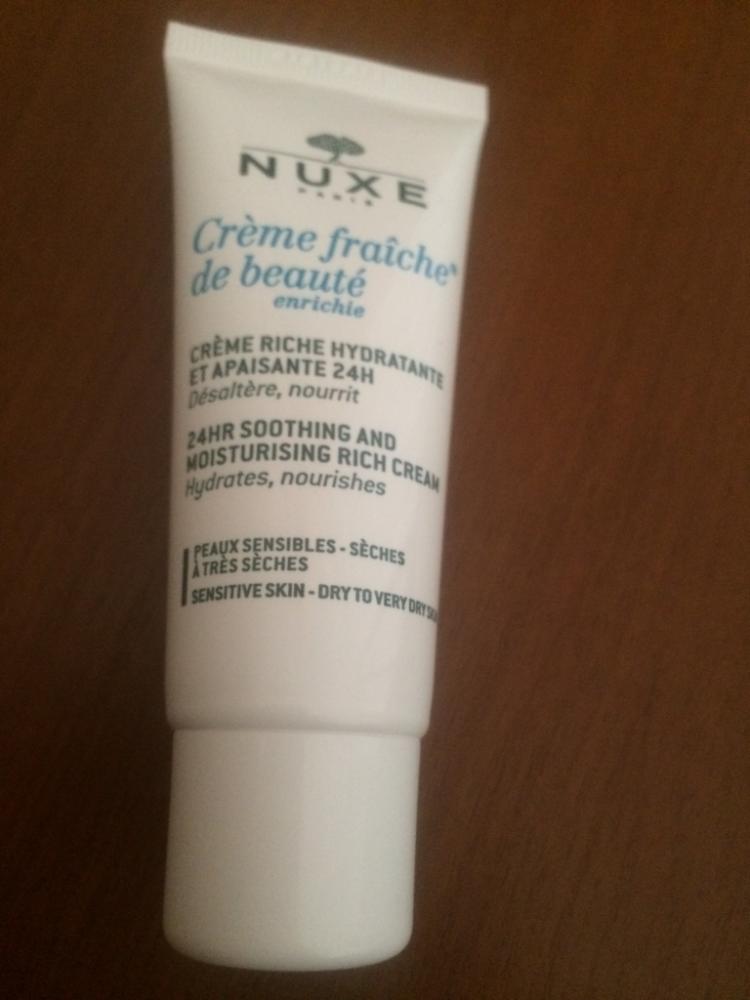 NUXE
PARIS
Crème fraîche®
de beauté
enrichie
CRÈME RICHE HYDRATANTE
ET APAISANTE 24H
Désaltère, nourrit
24HR SOOTHING AND
MOISTURISING RICH CREAM
Hydrates, nourishes
PEAUX SENSIBLES - SÈCHES
À TRÈS SÈCHES
SENSITIVE SKIN - DRY TO VERY DRY SKIN